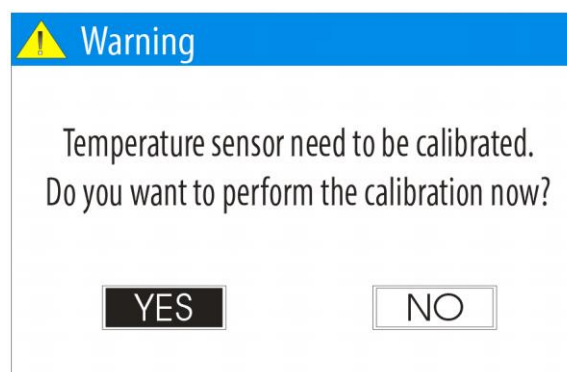 Warning
Temperature sensor need to be calibrated.
Do you want to perform the calibration now?
YES NO